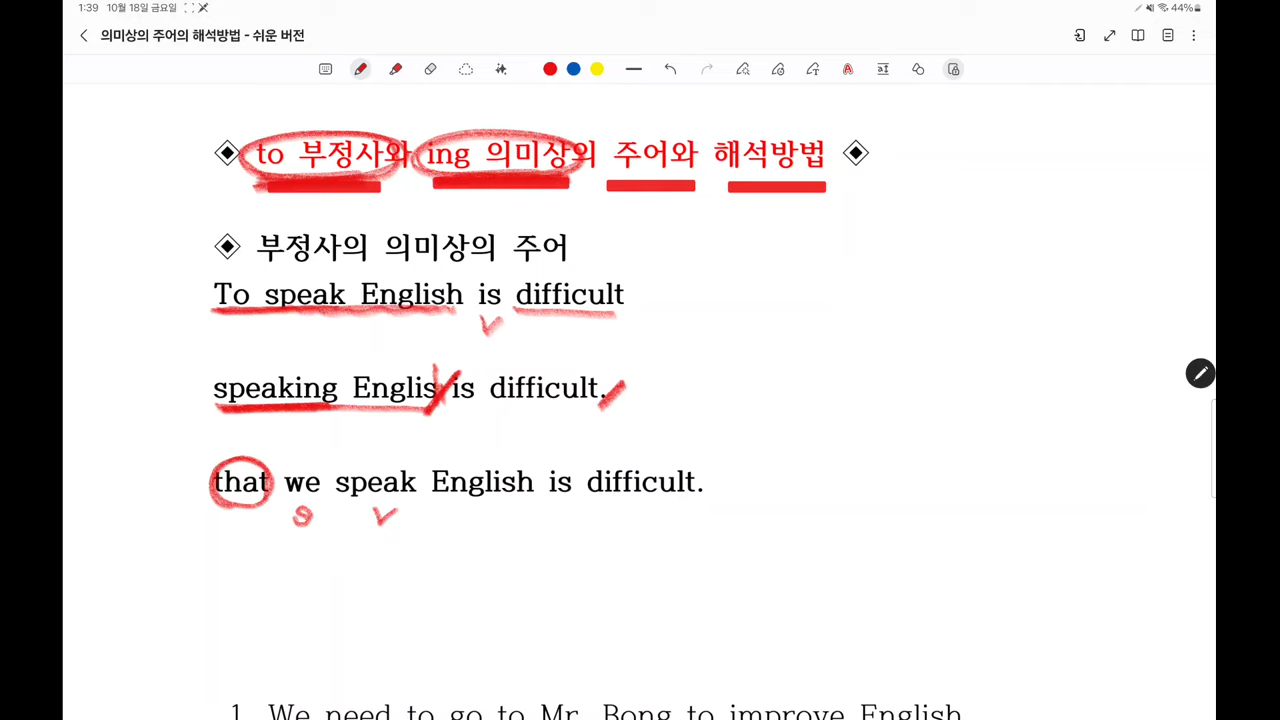 1:39 10월 18일 금요일 44%
의미상의 주어의 해석방법 - 쉬운 버전
◈ to 부정사와 ing 의미상의 주어와 해석방법 ◈
◈ 부정사의 의미상의 주어
To speak English is difficult
v
speaking Englis is difficult.
that we speak English is difficult.
s v
1. We need to go to Mr. Bong to improve English